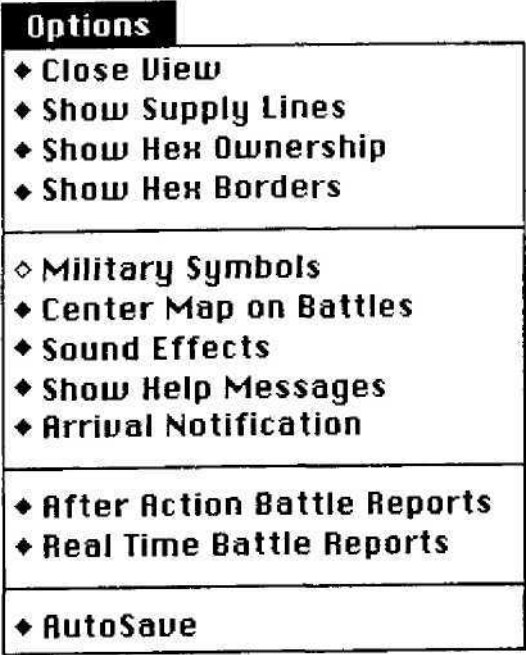 Options
◆ Close View
◆ Show Supply Lines
◆ Show Hex Ownership
◆ Show Hex Borders
◇ Military Symbols
◆ Center Map on Battles
◆ Sound Effects
◆ Show Help Messages
◆ Arrival Notification
◆ After Action Battle Reports
◆ Real Time Battle Reports
◆ AutoSave